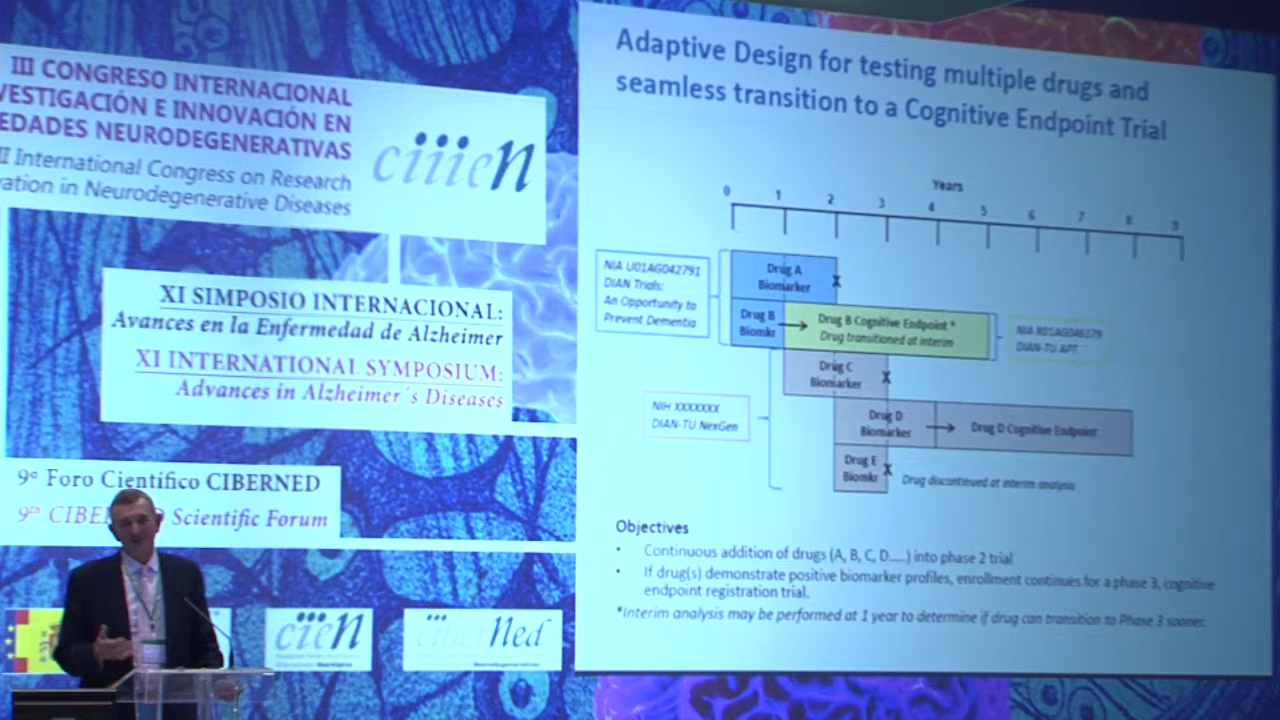 III CONGRESO INTERNACIONAL
VESTIGACIÓN E INNOVACIÓN EN
EDADES NEURODEGENERATIVAS
II International Congress on Research
ation in Neurodegenerative Diseases
ciiien
XI SIMPOSIO INTERNACIONAL:
Avances en la Enfermedad de Alzheimer
XI INTERNATIONAL SYMPOSIUM:
Advances in Alzheimer´s Diseases
9º Foro Científico CIBERNED
9th CIBE O Scientific Forum
ciien
ciberNed
Adaptive Design for testing multiple drugs and
seamless transition to a Cognitive Endpoint Trial
Years
0 1 2 3 4 5 6 7 8 9
NIA U01AG042791
DIAN Trials:
An Opportunity to
Prevent Dementia
Drug A
Biomarker
X
Drug B
Biomkr
Drug B Cognitive Endpoint *
Drug transitioned at interim
DIAN-TU APT
Drug C
Biomarker
X
NIH XXXXXXX
DIAN-TU NexGen
Drug D
Biomarker
Drug D Cognitive Endpoint
Drug E
Biomkr
X
Drug discontinued at interim analysis
Objectives
• Continuous addition of drugs (A, B, C, D.....) into phase 2 trial
• If drug(s) demonstrate positive biomarker profiles, enrollment continues for a phase 3, cognitive
endpoint registration trial.
*Interim analysis may be performed at 1 year to determine if drug can transition to Phase 3 sooner.